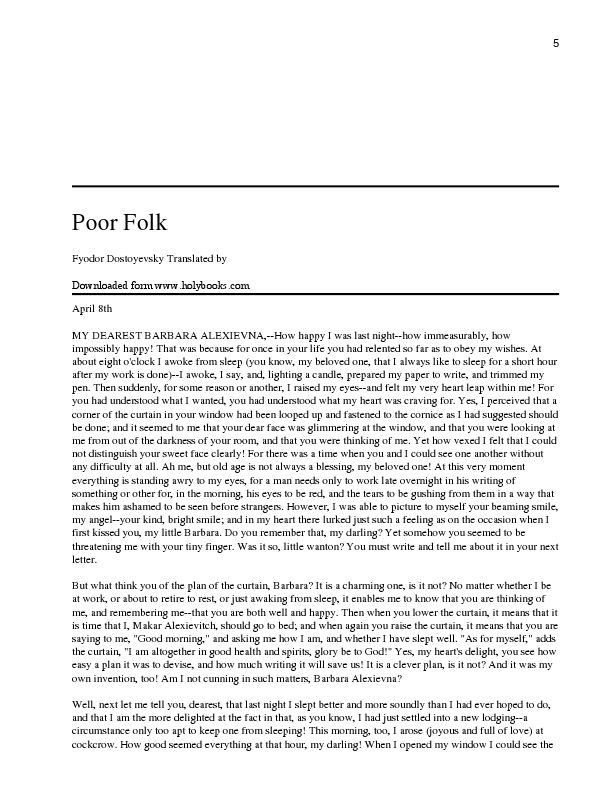 5
Poor Folk
Fyodor Dostoyevsky Translated by
Downloaded form www.holybooks.com
April 8th
MY DEAREST BARBARA ALEXIEVNA,--How happy I was last night--how immeasurably, how
impossibly happy! That was because for once in your life you had relented so far as to obey my wishes. At
about eight o'clock I awoke from sleep (you know, my beloved one, that I always like to sleep for a short hour
after my work is done)--I awoke, I say, and, lighting a candle, prepared my paper to write, and trimmed my
pen. Then suddenly, for some reason or another, I raised my eyes--and felt my very heart leap within me! For
you had understood what I wanted, you had understood what my heart was craving for. Yes, I perceived that a
corner of the curtain in your window had been looped up and fastened to the cornice as I had suggested should
be done; and it seemed to me that your dear face was glimmering at the window, and that you were looking at
me from out of the darkness of your room, and that you were thinking of me. Yet how vexed I felt that I could
not distinguish your sweet face clearly! For there was a time when you and I could see one another without
any difficulty at all. Ah me, but old age is not always a blessing, my beloved one! At this very moment
everything is standing awry to my eyes, for a man needs only to work late overnight in his writing of
something or other for, in the morning, his eyes to be red, and the tears to be gushing from them in a way that
makes him ashamed to be seen before strangers. However, I was able to picture to myself your beaming smile,
my angel--your kind, bright smile; and in my heart there lurked just such a feeling as on the occasion when I
first kissed you, my little Barbara. Do you remember that, my darling? Yet somehow you seemed to be
threatening me with your tiny finger. Was it so, little wanton? You must write and tell me about it in your next
letter.
But what think you of the plan of the curtain, Barbara? It is a charming one, is it not? No matter whether I be
at work, or about to retire to rest, or just awaking from sleep, it enables me to know that you are thinking of
me, and remembering me--that you are both well and happy. Then when you lower the curtain, it means that it
is time that I, Makar Alexievitch, should go to bed; and when again you raise the curtain, it means that you are
saying to me, "Good morning," and asking me how I am, and whether I have slept well. "As for myself," adds
the curtain, "I am altogether in good health and spirits, glory be to God!" Yes, my heart's delight, you see how
easy a plan it was to devise, and how much writing it will save us! It is a clever plan, is it not? And it was my
own invention, too! Am I not cunning in such matters, Barbara Alexievna?
Well, next let me tell you, dearest, that last night I slept better and more soundly than I had ever hoped to do,
and that I am the more delighted at the fact in that, as you know, I had just settled into a new lodging--a
circumstance only too apt to keep one from sleeping! This morning, too, I arose (joyous and full of love) at
cockcrow. How good seemed everything at that hour, my darling! When I opened my window I could see the